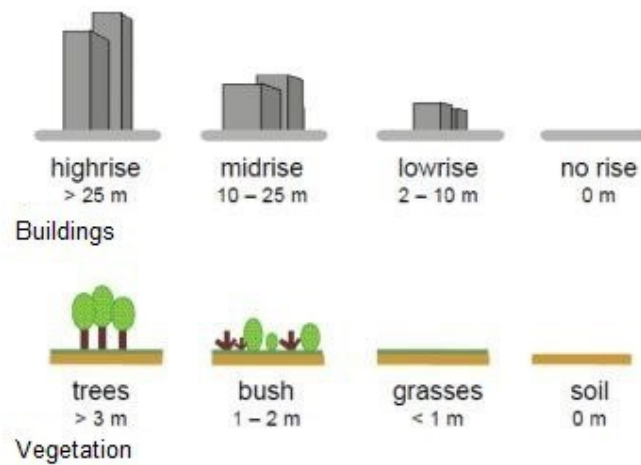 highrise midrise lowrise no rise
> 25 m 10 – 25 m 2 – 10 m 0 m
Buildings
trees bush grasses soil
> 3 m 1 – 2 m < 1 m 0 m
Vegetation